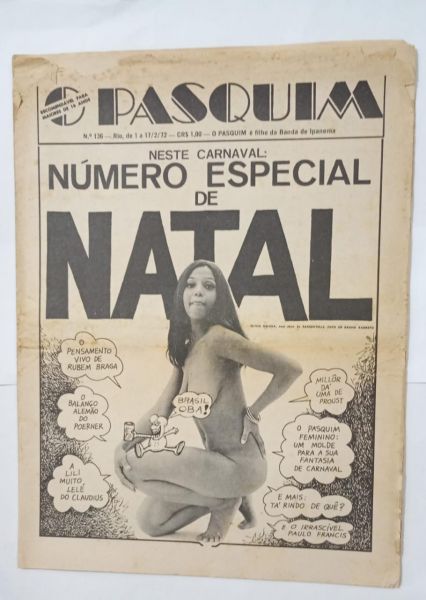 RECOMENDÁVEL PARA
MAIORES DE 18 ANOS
O PASQUIM
N.º 136 — Rio, de 1 a 17/2/72 — CR$ 1,00 — O PASQUIM é filho da Banda de Ipanema
NESTE CARNAVAL:
NÚMERO ESPECIAL
DE
NATAL
O
PENSAMENTO
VIVO DE
RUBEM BRAGA
O
BALANÇO
ALEMÃO
DO
POERNER
A
LILI
MUITO
LELÉ
DO CLAUDIUS
BRASIL
OBA!
MILLÔR
DÁ
UMA DE
PROUST
O PASQUIM
FEMININO:
UM MOLDE
PARA A SUA
FANTASIA
DE CARNAVAL
E MAIS:
TA' RINDO DE QUÊ?
E O IRRASCÍVEL
PAULO FRANCIS